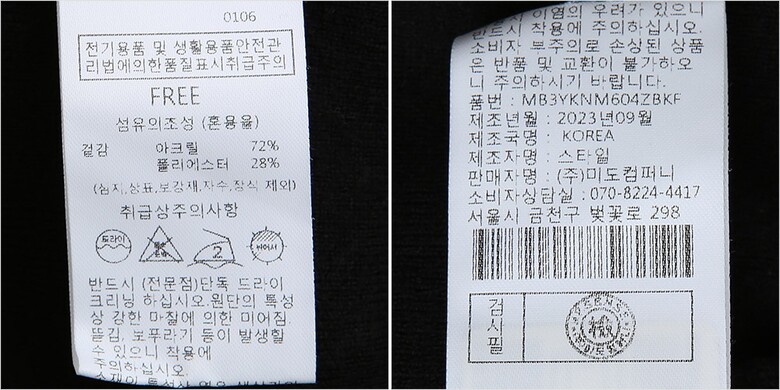 0106
전기용품 및 생활용품안전관
리법에의한품질표시취급주의
FREE
섬유의조성 (혼용율)
겉감 아크릴 72%
폴리에스터 28%
(심지,상표,보강재,자수,장식 제외)
취급상주의사항
드라이
2
반드시 (전문점)단독 드라이
크리닝 하십시오.원단의 특성
상 강한 마찰에 의한 미어짐,
뜯김, 보푸라기 등이 발생할
수 있으니 착용에
주의하십시오.
이염의 우려가 있으니
반드시 착용에 주의하십시오.
소비자 부주의로 손상된 상품
은 반품 및 교환이 불가하오
니 주의하시기 바랍니다.
품번 : MB3YKNM604ZBKF
제조년월 : 2023년09월
제조국명 : KOREA
제조자명 : 스타일
판매자명 : (주)미도컴퍼니
소비자상담실 : 070-8224-4417
서울시 금천구 벚꽃로 298
검사필